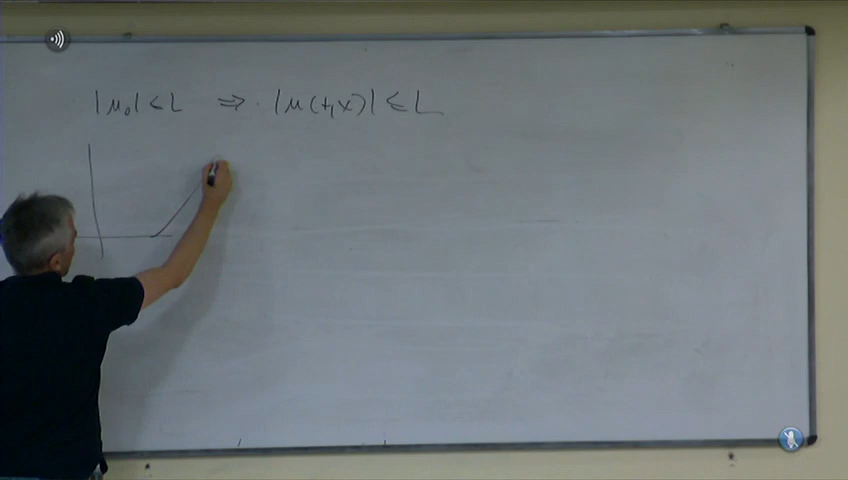 |u₀| ≤ L ⇒ |u(t,x)| ≤ L